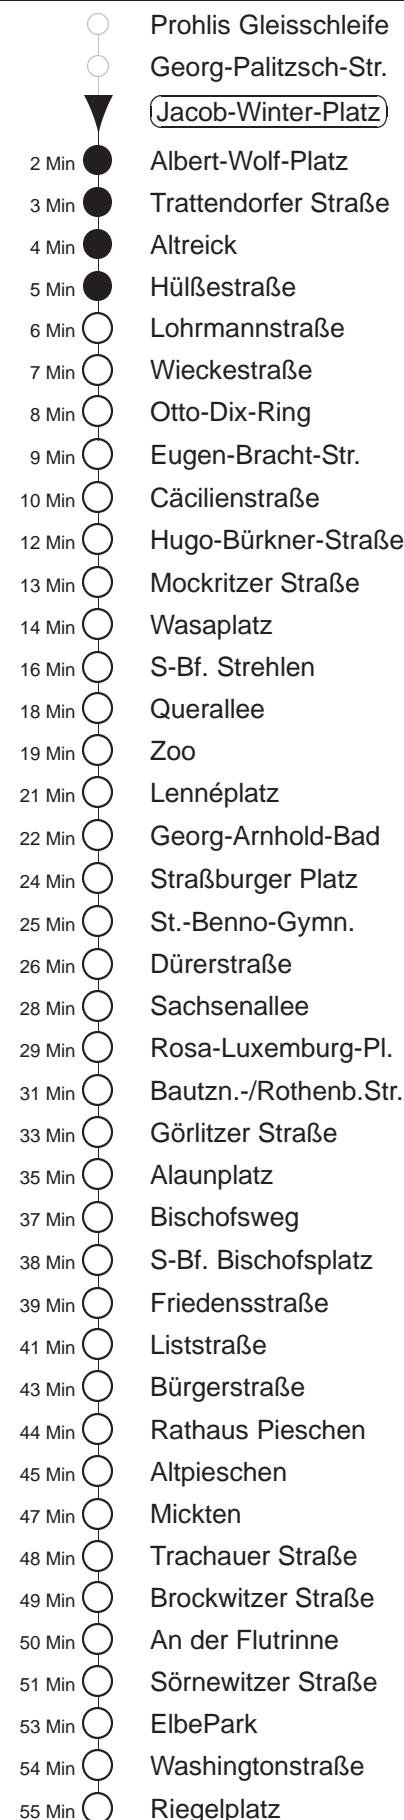 Prohlis Gleisschleife
Georg-Palitzsch-Str.
Jacob-Winter-Platz
2 Min Albert-Wolf-Platz
3 Min Trattendorfer Straße
4 Min Altreick
5 Min Hülßestraße
6 Min Lohrmannstraße
7 Min Wieckestraße
8 Min Otto-Dix-Ring
9 Min Eugen-Bracht-Str.
10 Min Cäcilienstraße
12 Min Hugo-Bürkner-Straße
13 Min Mockritzer Straße
14 Min Wasaplatz
16 Min S-Bf. Strehlen
18 Min Querallee
19 Min Zoo
21 Min Lennéplatz
22 Min Georg-Arnhold-Bad
24 Min Straßburger Platz
25 Min St.-Benno-Gymn.
26 Min Dürerstraße
28 Min Sachsenallee
29 Min Rosa-Luxemburg-Pl.
31 Min Bautzn.-/Rothenb.Str.
33 Min Görlitzer Straße
35 Min Alaunplatz
37 Min Bischofsweg
38 Min S-Bf. Bischofsplatz
39 Min Friedensstraße
41 Min Liststraße
43 Min Bürgerstraße
44 Min Rathaus Pieschen
45 Min Altpieschen
47 Min Mickten
48 Min Trachauer Straße
49 Min Brockwitzer Straße
50 Min An der Flutrinne
51 Min Sörnewitzer Straße
53 Min ElbePark
54 Min Washingtonstraße
55 Min Riegelplatz